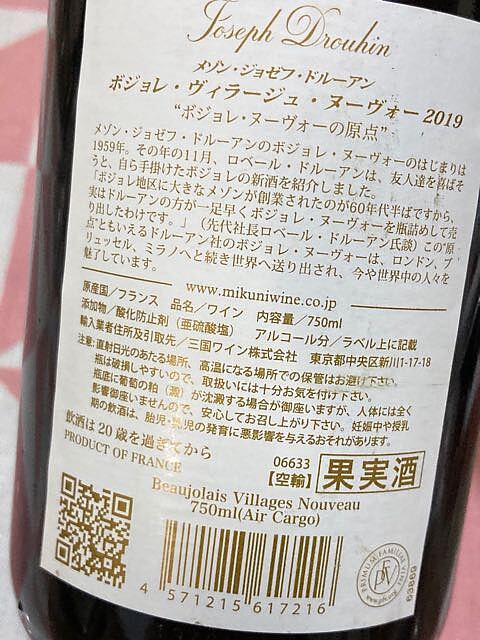 Joseph Drouhin
メゾン・ジョゼフ・ドルーアン
ボジョレ・ヴィラージュ・ヌーヴォー 2019
“ボジョレ・ヌーヴォーの原点”
メゾン・ジョゼフ・ドルーアンのボジョレ・ヌーヴォーのはじまりは
1959年。その年の11月、ロベール・ドルーアンは、友人達を喜ばそ
うと、自ら手掛けたボジョレの新酒を紹介しました。
「ボジョレ地区に大きなメゾンが創業されたのが60年代半ばですから、
実はドルーアンの方が一足早くボジョレ・ヌーヴォーを瓶詰めして売
り出したわけです。」（先代社長ロベール・ドルーアン氏談）この“原
点”ともいえるドルーアン社のボジョレ・ヌーヴォーは、ロンドン、ブ
リュッセル、ミラノへと続き世界へ送り出され、今や世界中の人々を
魅了しています。
www.mikuniwine.co.jp
原産国／フランス 品名／ワイン 内容量／750ml
添加物／酸化防止剤（亜硫酸塩） アルコール分／ラベル上に記載
輸入業者住所及引取先／三国ワイン株式会社 東京都中央区新川1-17-18
注意: 直射日光のあたる場所、高温になる場所での保管はお避け下さい。
瓶は破損しやすいので、取扱いには十分お気を付け下さい。
瓶底に葡萄の粕（澱）が沈澱する場合が御座いますが、人体には全く
影響御座いませんので、安心してお召し上がり下さい。妊娠中や授乳
期の飲酒は、胎児・乳児の発育に悪影響を与えるおそれがあります。
飲酒は20歳を過ぎてから
PRODUCT OF FRANCE
06633
【空輸】
果実酒
Beaujolais Villages Nouveau
750ml(Air Cargo)
4 571215 617216
PRIMUM FAMILIAE VINI
PFV
www.pfv.org
63869